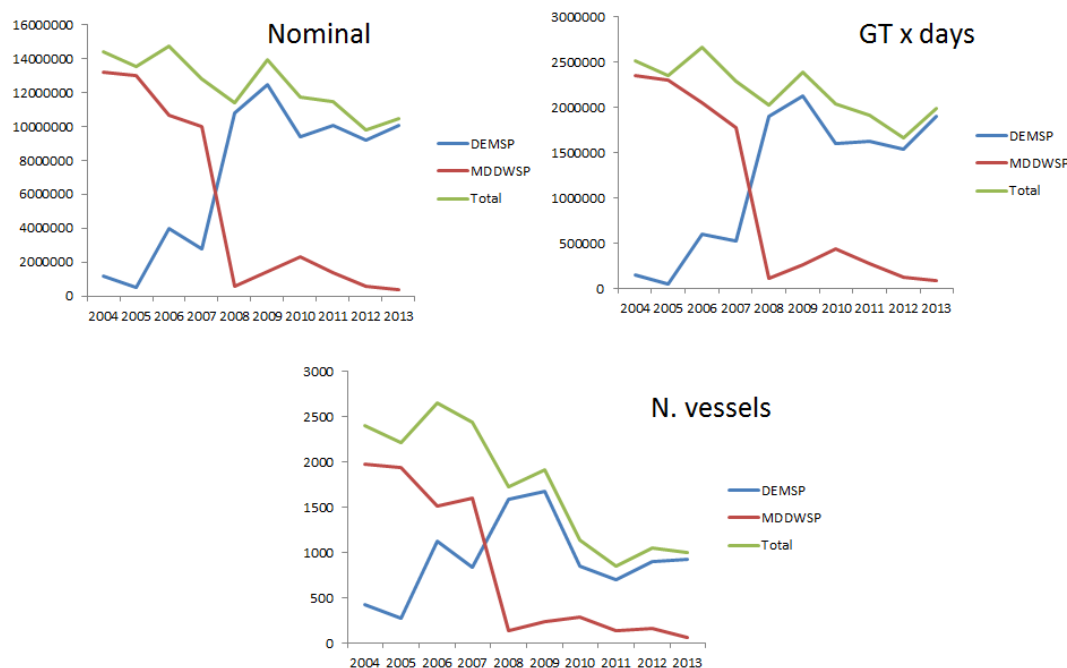 Nominal
16000000
14000000
12000000
10000000
8000000
6000000
4000000
2000000
0
2004 2005 2006 2007 2008 2009 2010 2011 2012 2013
DEMSP
MDDWSP
Total
GT x days
3000000
2500000
2000000
1500000
1000000
500000
0
2004 2005 2006 2007 2008 2009 2010 2011 2012 2013
DEMSP
MDDWSP
Total
N. vessels
3000
2500
2000
1500
1000
500
0
2004 2005 2006 2007 2008 2009 2010 2011 2012 2013
DEMSP
MDDWSP
Total